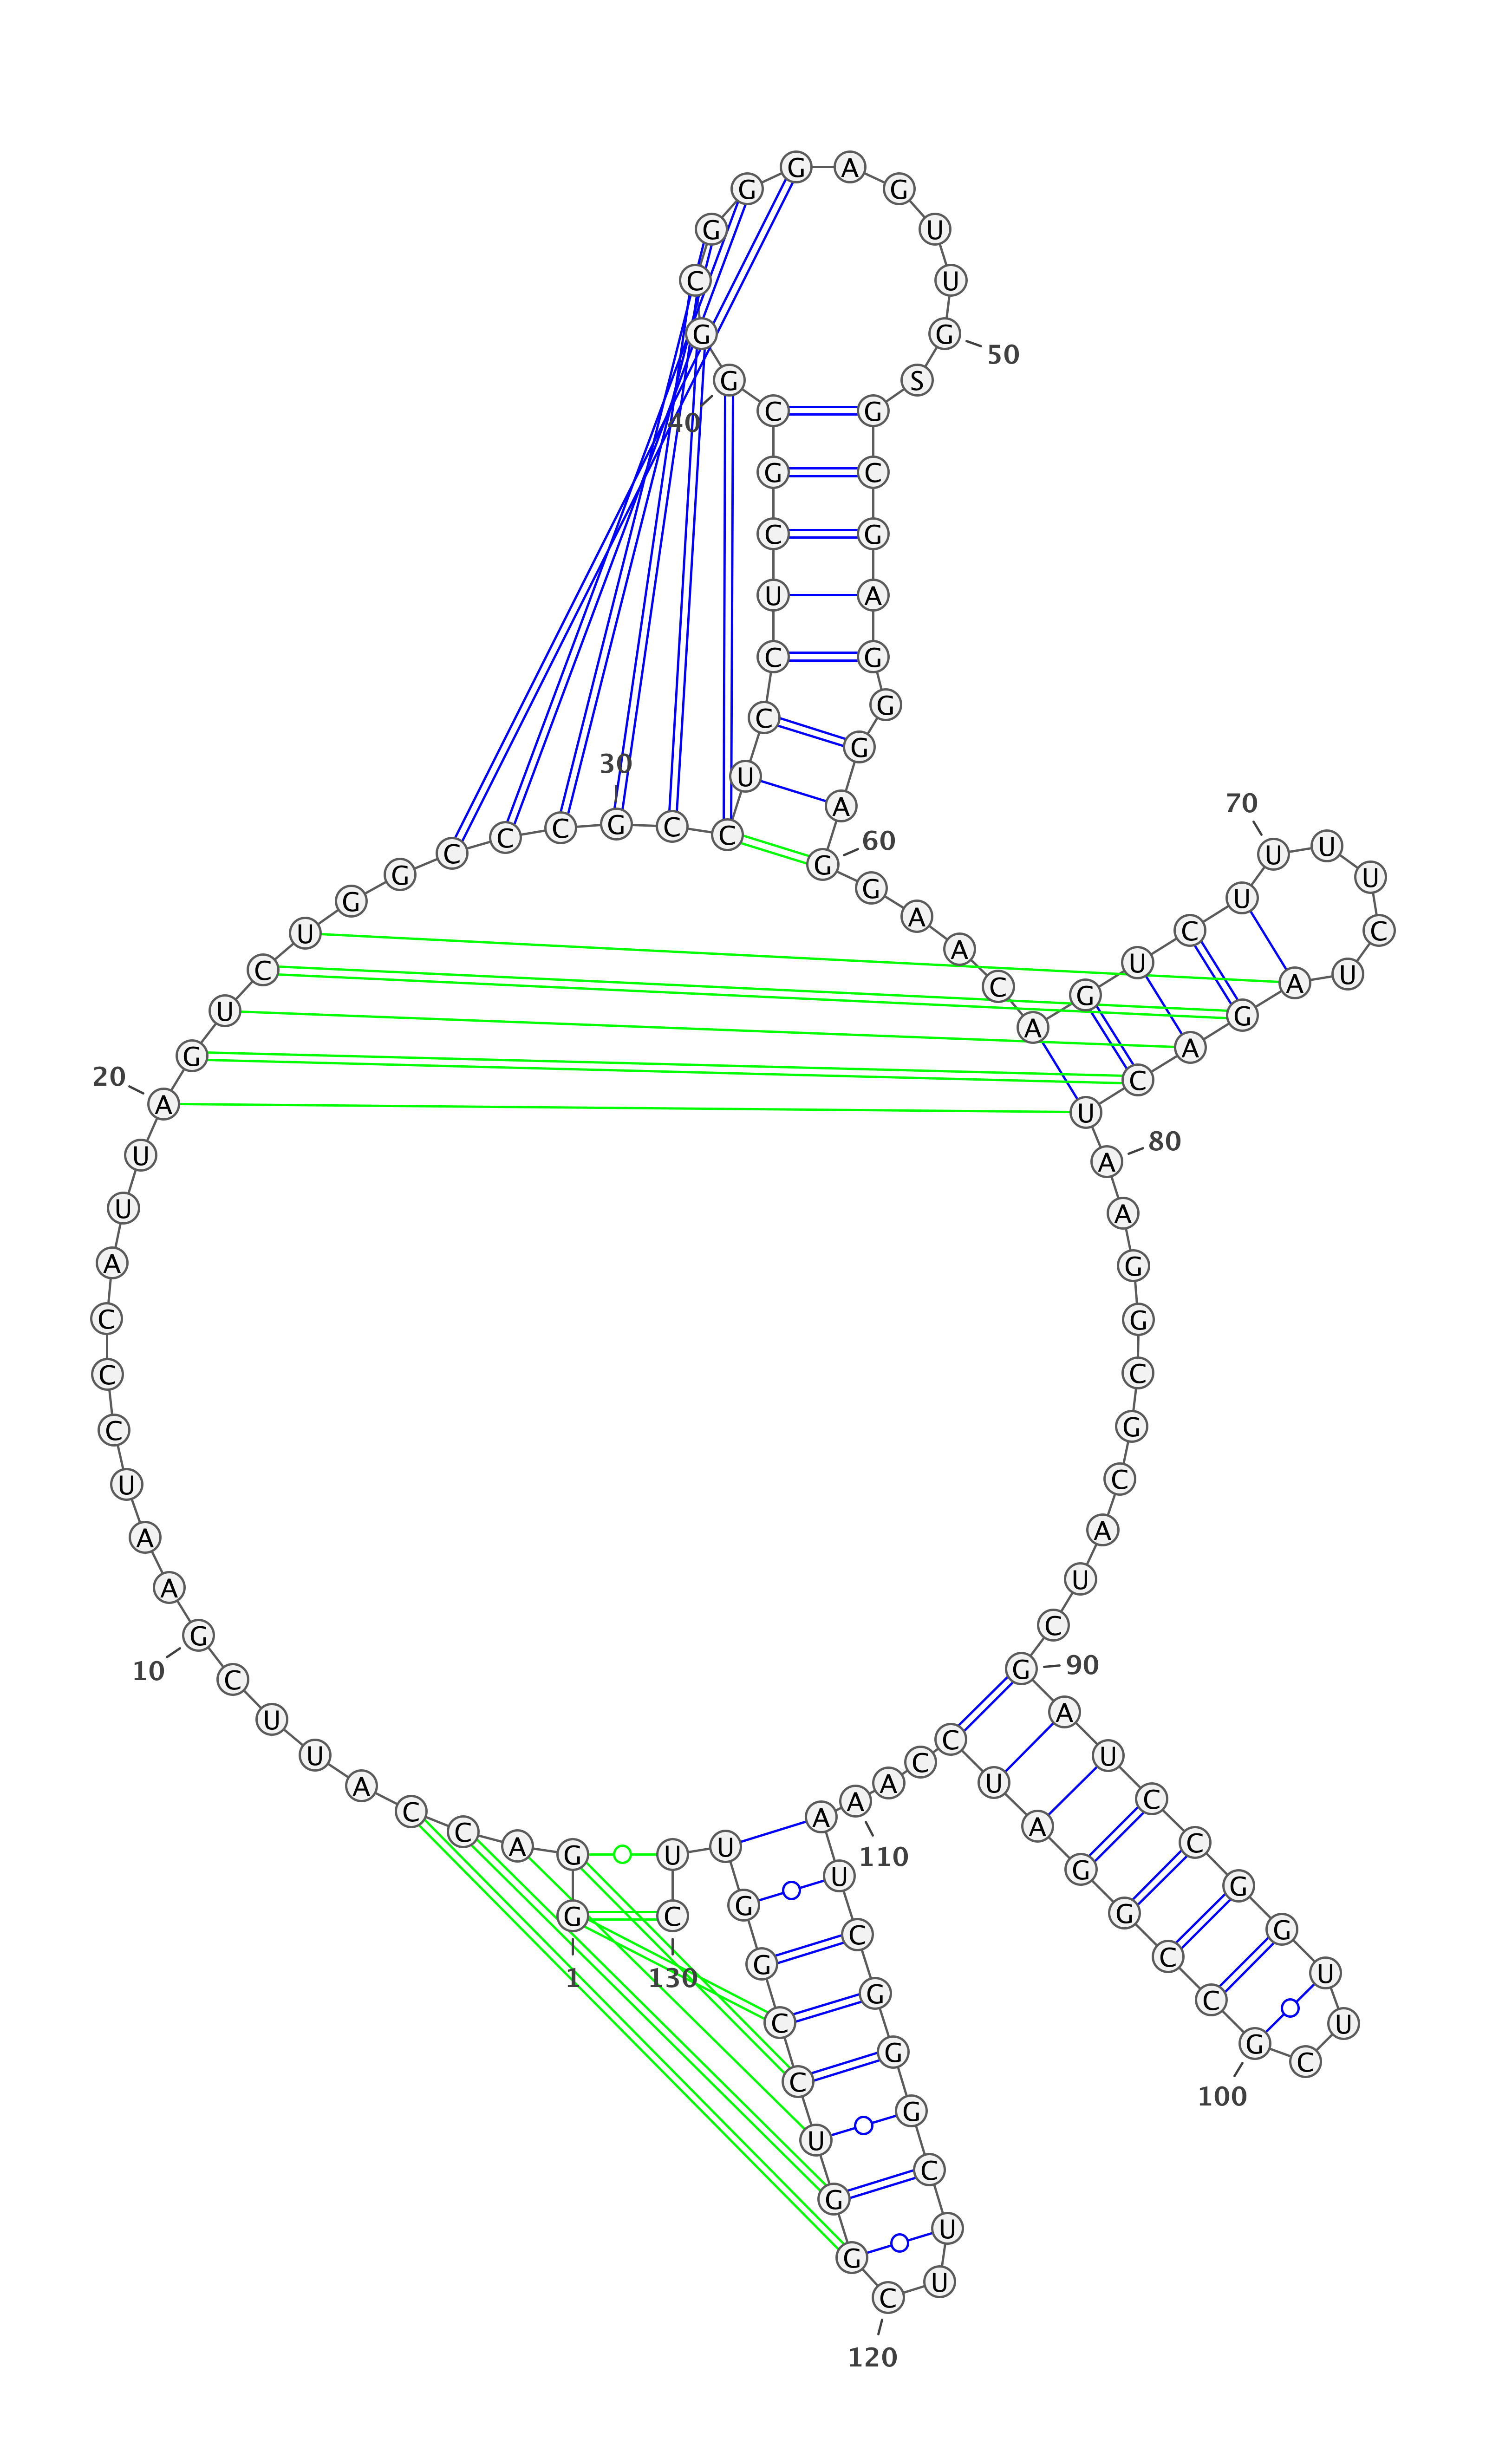 1
G G A C C A U U C G
10
A A U C C C A U U A
20
G U C U G G C C C G
30
C C U C C U C G C G
40
G C G G G A G U U G
50
S G C G A G G G A G
60
G A A C A G U C U U
70
U U C U A G A C U A
80
A G G C G C A U C G
90
A U C C G G U U C G
100
C C G G A U C C A A
110
A U C G G G C U U C
120
G G U C C G G U U C
130